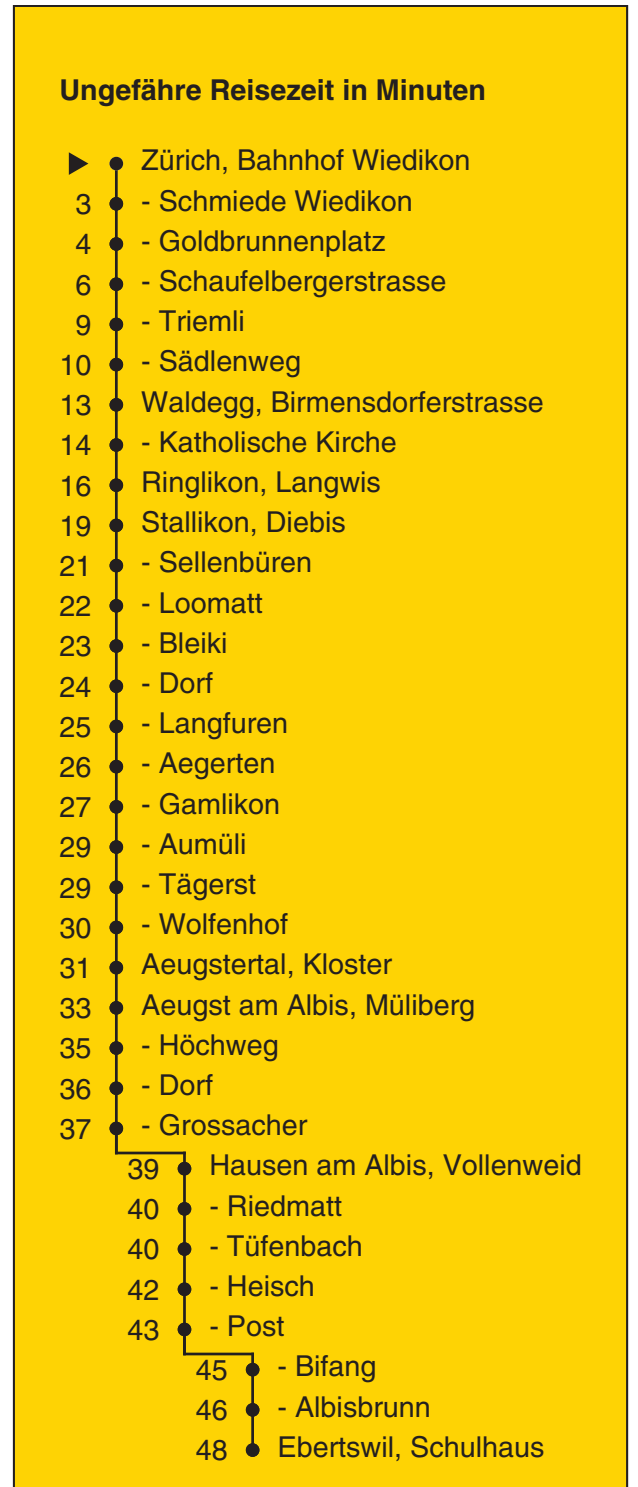 Ungefähre Reisezeit in Minuten
Zürich, Bahnhof Wiedikon
3 - Schmiede Wiedikon
4 - Goldbrunnenplatz
6 - Schaufelbergerstrasse
9 - Triemli
10 - Sädlenweg
13 Waldegg, Birmensdorferstrasse
14 - Katholische Kirche
16 Ringlikon, Langwis
19 Stallikon, Diebis
21 - Sellenbüren
22 - Loomatt
23 - Bleiki
24 - Dorf
25 - Langfuren
26 - Aegerten
27 - Gamlikon
29 - Aumüli
29 - Tägerst
30 - Wolfenhof
31 Aeugstertal, Kloster
33 Aeugst am Albis, Müliberg
35 - Höchweg
36 - Dorf
37 - Grossacher
39 Hausen am Albis, Vollenweid
40 - Riedmatt
40 - Tüfenbach
42 - Heisch
43 - Post
45 - Bifang
46 - Albisbrunn
48 Ebertswil, Schulhaus